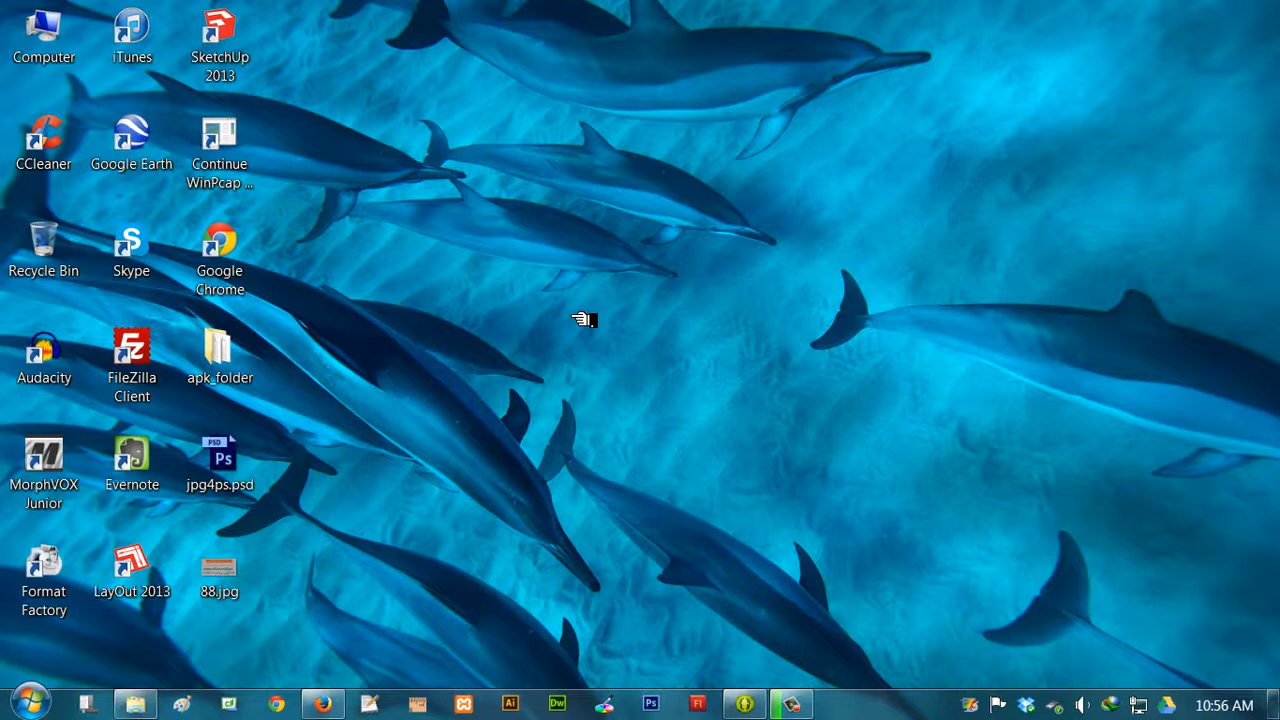 Computer
iTunes
SketchUp
2013
CCleaner
Google Earth
Continue
WinPcap ...
Recycle Bin
Skype
Google
Chrome
Audacity
FileZilla
Client
apk_folder
MorphVOX
Junior
Evernote
PSD
Ps
jpg4ps.psd
Format
Factory
LayOut 2013
88.jpg
Ai
Dw
Ps
Fl
10:56 AM